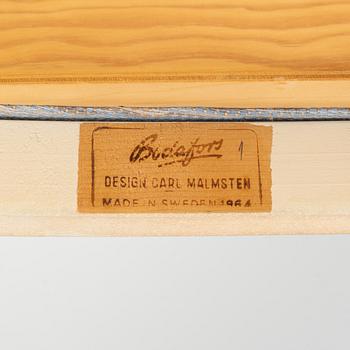 Bodafors 1
DESIGN CARL MALMSTEN
MADE IN SWEDEN 1964